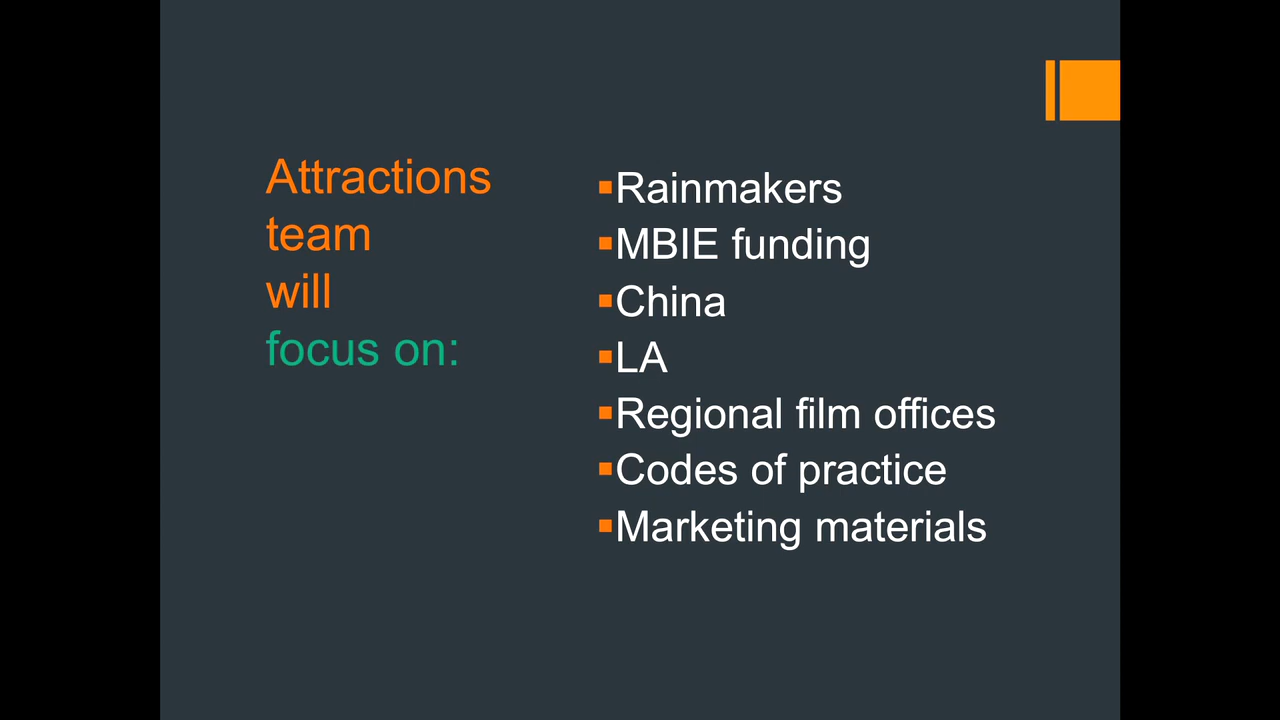 Attractions
team
will
focus on:
Rainmakers
MBIE funding
China
LA
Regional film offices
Codes of practice
Marketing materials